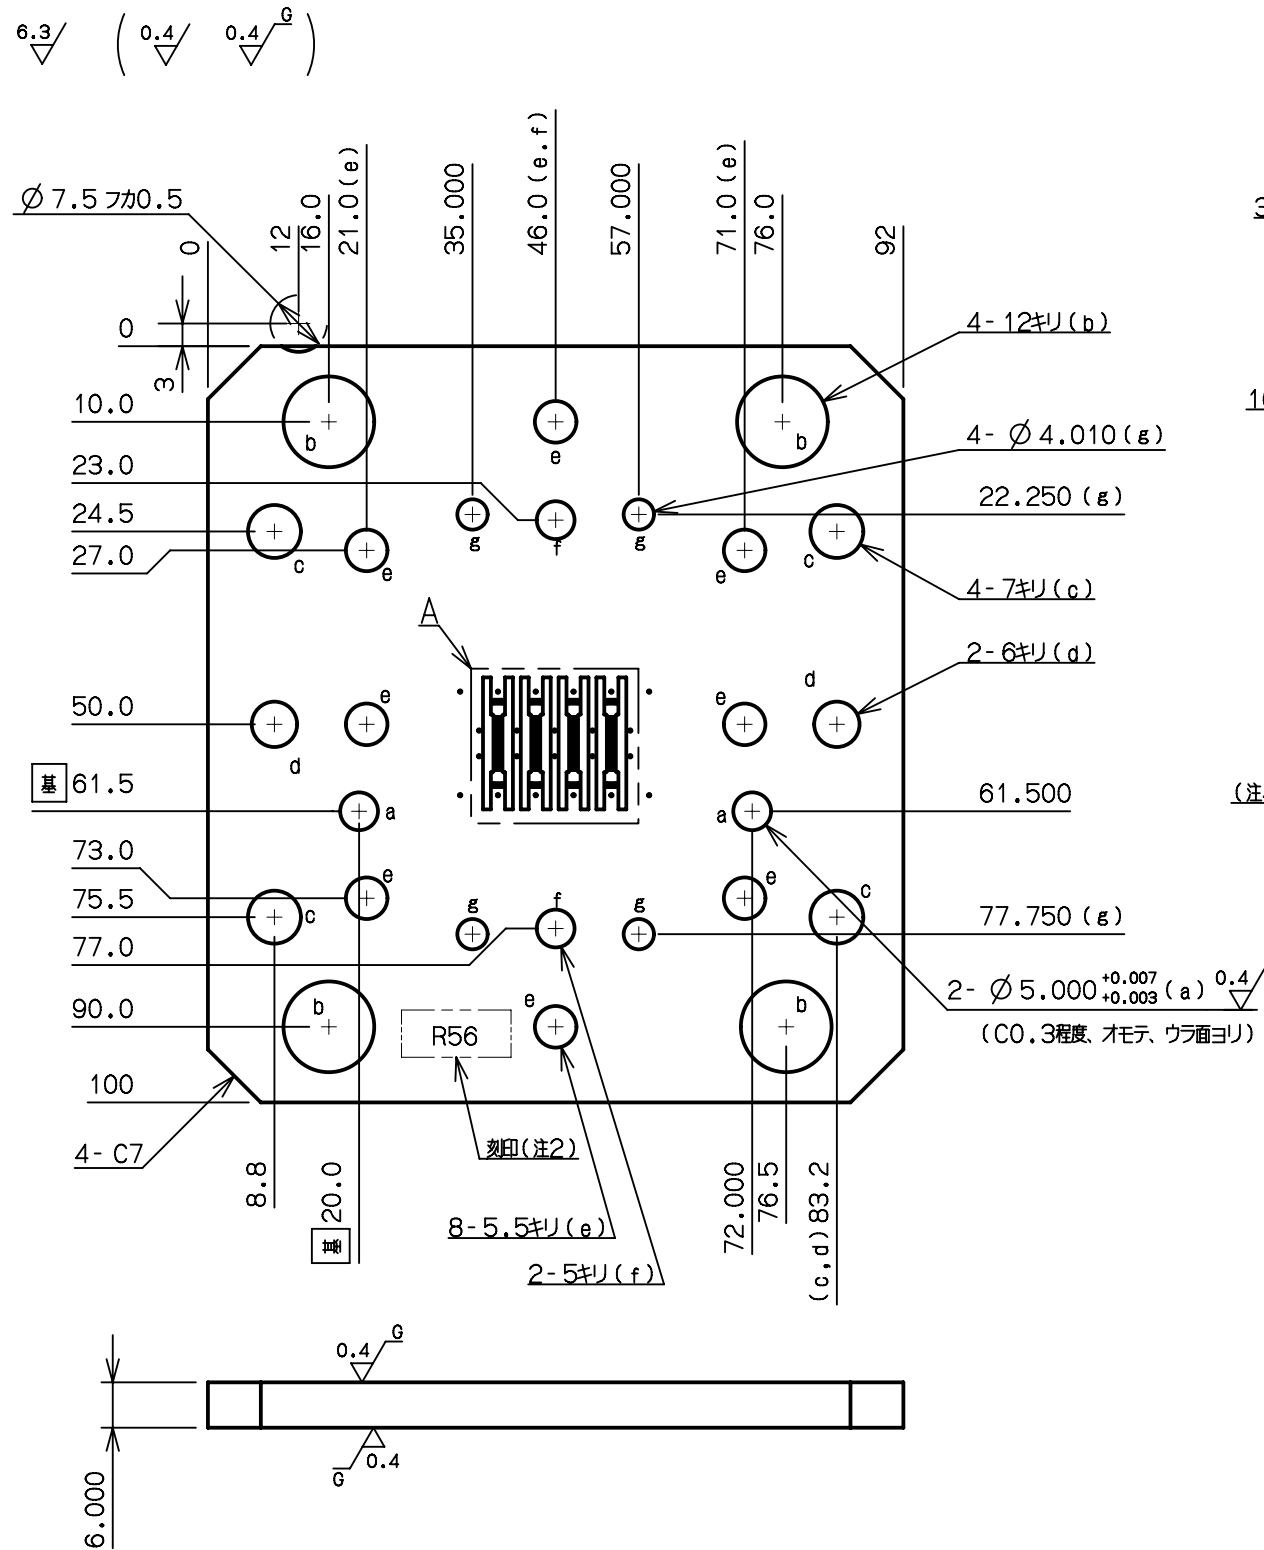 6.3 ( 0.4 0.4 G )
∅7.5 フカ0.5
0
12
16.0
21.0(e)
35.000
46.0(e.f)
57.000
71.0(e)
76.0
92
0
3
4-12キリ(b)
10.0
b
e
b
4-∅4.010(g)
23.0
22.250(g)
24.5
g
f
g
27.0
c
e
e
c
4-7キリ(c)
A
2-6キリ(d)
50.0
d
e
e
d
基 61.5
a
a
61.500
(注
73.0
e
e
75.5
c
g
f
g
c
77.0
77.750(g)
90.0
b
R56
e
b
2-∅5.000 +0.007 +0.003 (a) 0.4
(C0.3程度、オモテ、ウラ面ヨリ)
100
4-C7
刻印(注2)
8.8
基 20.0
72.000
76.5
(c,d)83.2
8-5.5キリ(e)
2-5キリ(f)
0.4 G
G 0.4
6.000